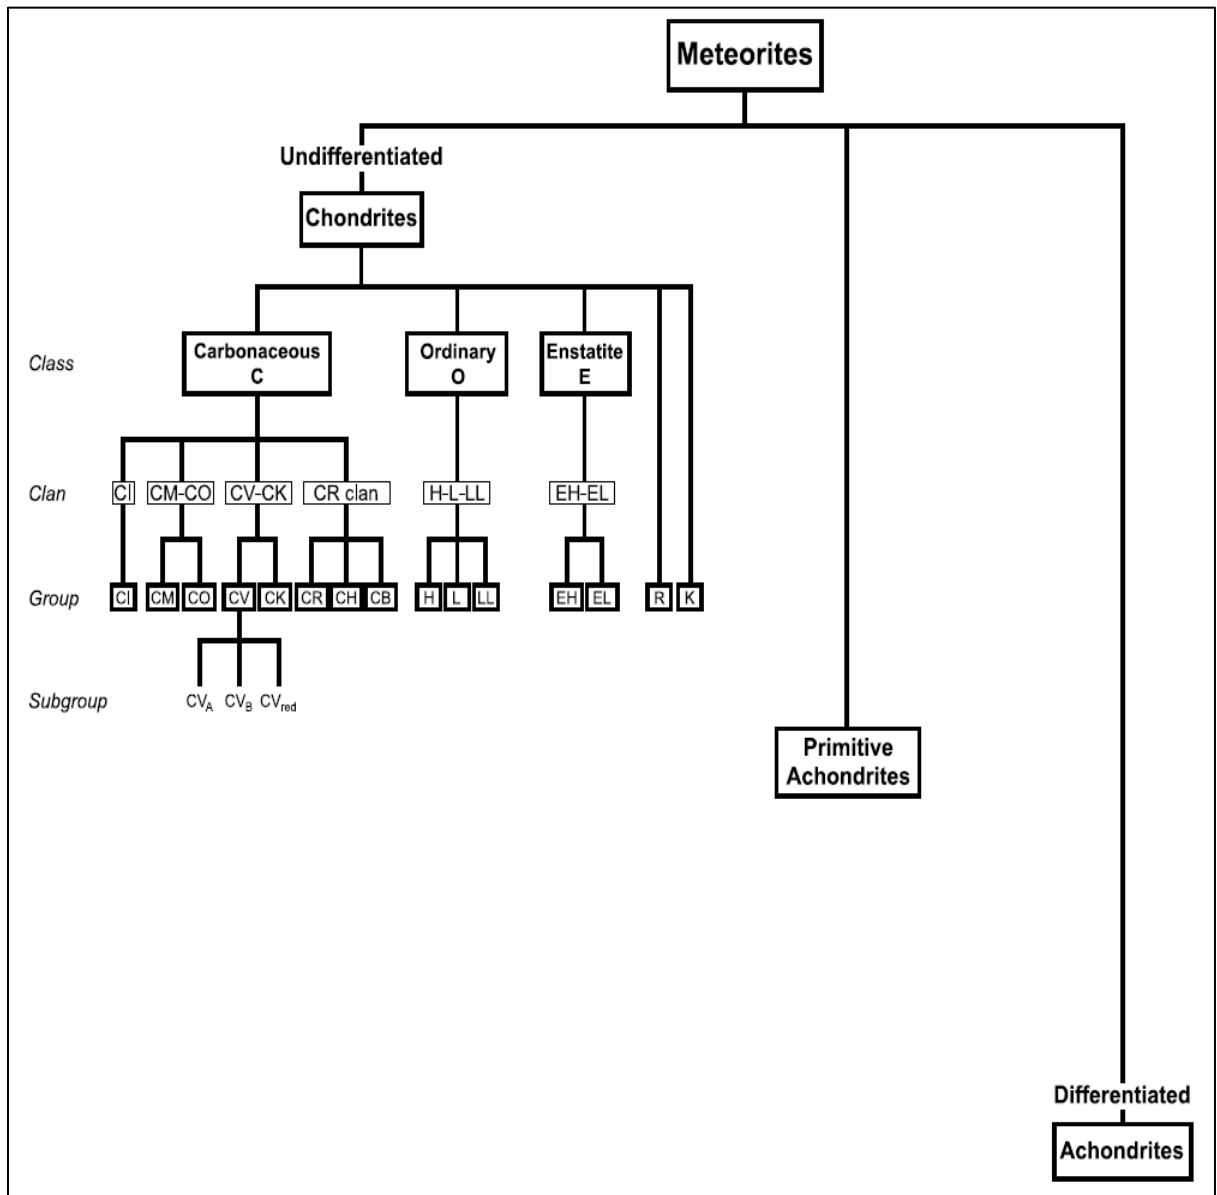 Meteorites
Undifferentiated
Chondrites
Class
Carbonaceous
C
Ordinary
O
Enstatite
E
Clan
CI
CM-CO
CV-CK
CR clan
H-L-LL
EH-EL
Group
CI
CM
CO
CV
CK
CR
CH
CB
H
L
LL
EH
EL
R
K
Subgroup
CVA
CVB
CVred
Primitive
Achondrites
Differentiated
Achondrites